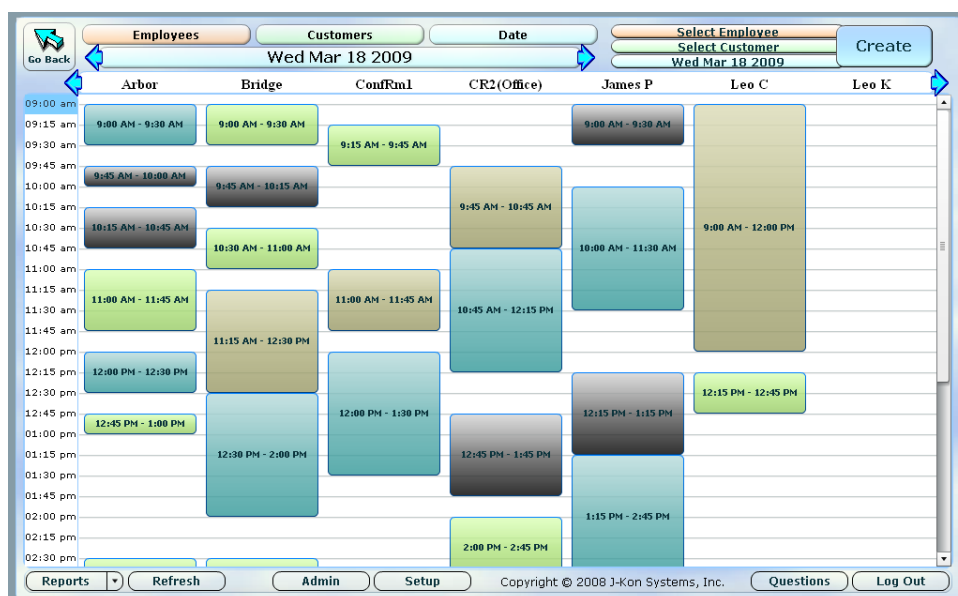 Employees Customers Date Select Employee
Select Customer Create
Go Back Wed Mar 18 2009 Wed Mar 18 2009
Arbor Bridge ConfRm1 CR2(Office) James P Leo C Leo K
09:00 am
09:15 am 9:00 AM - 9:30 AM 9:00 AM - 9:30 AM 9:00 AM - 9:30 AM
09:30 am 9:15 AM - 9:45 AM
09:45 am 9:45 AM - 10:00 AM
10:00 am 9:45 AM - 10:15 AM
10:15 am 9:45 AM - 10:45 AM
10:30 am 10:15 AM - 10:45 AM 9:00 AM - 12:00 PM
10:45 am 10:30 AM - 11:00 AM 10:00 AM - 11:30 AM
11:00 am
11:15 am 11:00 AM - 11:45 AM 11:00 AM - 11:45 AM
11:30 am 10:45 AM - 12:15 PM
11:45 am 11:15 AM - 12:30 PM
12:00 pm
12:15 pm 12:00 PM - 12:30 PM
12:30 pm 12:15 PM - 12:45 PM
12:45 pm 12:45 PM - 1:00 PM 12:00 PM - 1:30 PM 12:15 PM - 1:15 PM
01:00 pm
01:15 pm 12:30 PM - 2:00 PM 12:45 PM - 1:45 PM
01:30 pm
01:45 pm
02:00 pm 1:15 PM - 2:45 PM
02:15 pm 2:00 PM - 2:45 PM
02:30 pm
Reports Refresh Admin Setup Copyright © 2008 J-Kon Systems, Inc. Questions Log Out